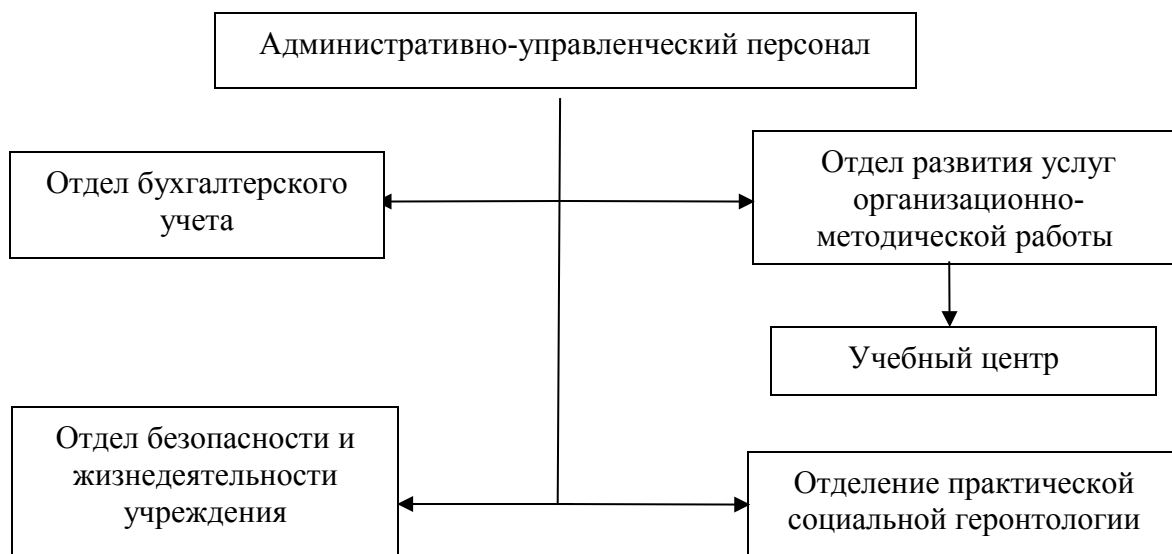 Административно-управленческий персонал
Отдел бухгалтерского
учета
Отдел развития услуг
организационно-
методической работы
Учебный центр
Отдел безопасности и
жизнедеятельности
учреждения
Отделение практической
социальной геронтологии